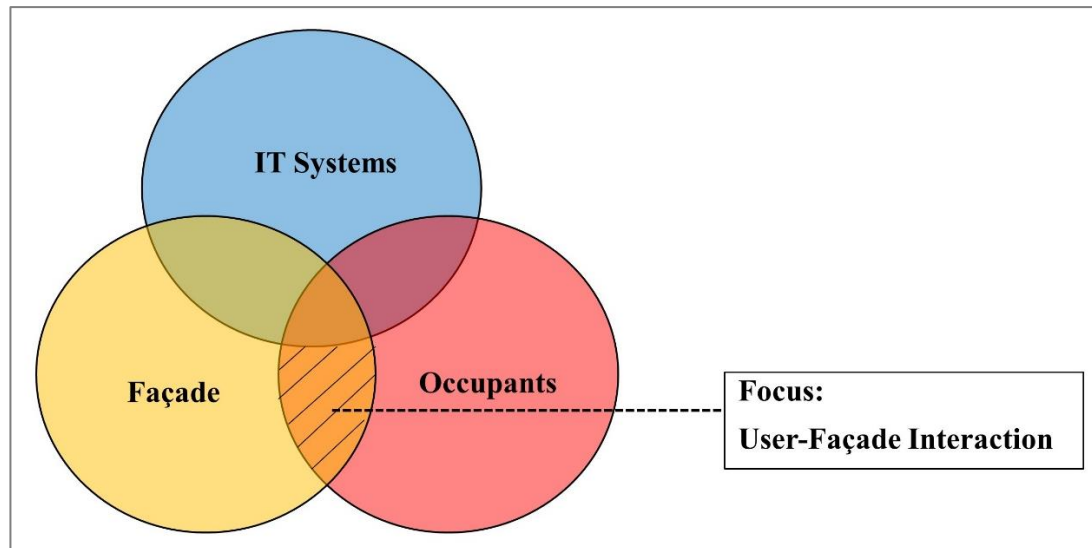 IT Systems
Façade
Occupants
Focus:
User-Façade Interaction